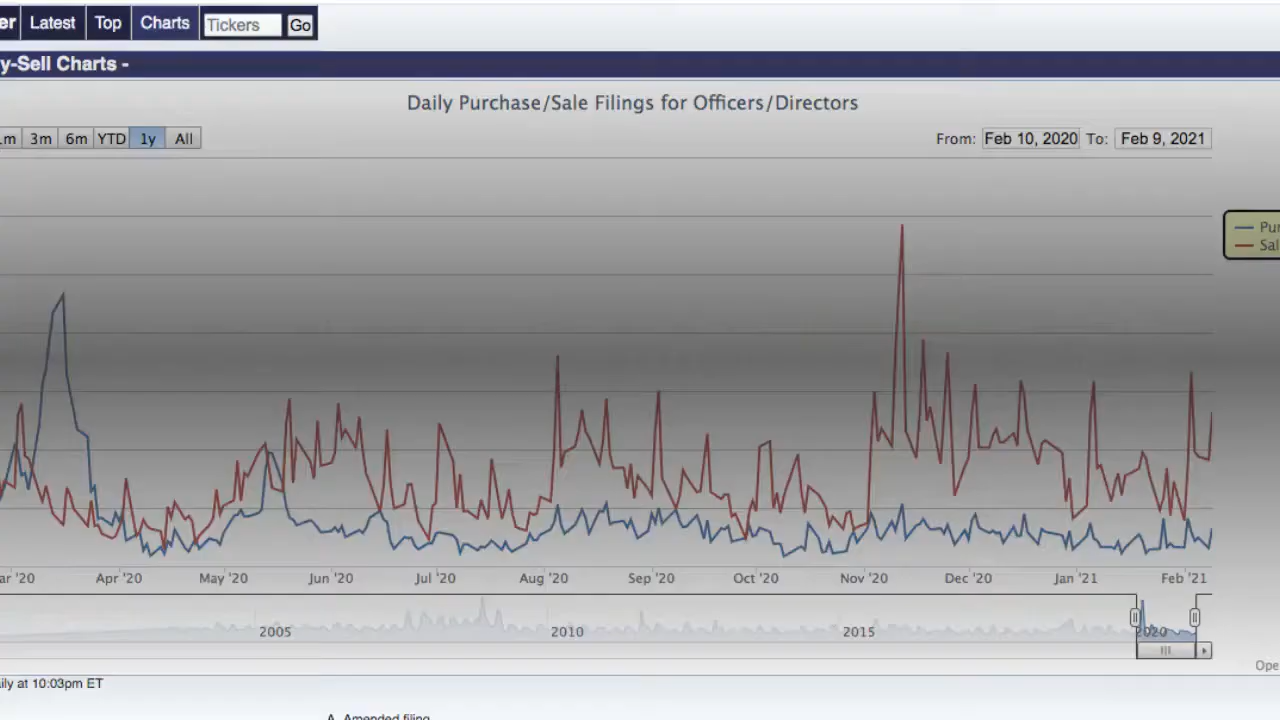 er Latest Top Charts Tickers Go
y-Sell Charts -
Daily Purchase/Sale Filings for Officers/Directors
1m 3m 6m YTD 1y All From: Feb 10, 2020 To: Feb 9, 2021
Pur
Sal
ar '20 Apr '20 May '20 Jun '20 Jul '20 Aug '20 Sep '20 Oct '20 Nov '20 Dec '20 Jan '21 Feb '21
2005 2010 2015 2020
Ope
ily at 10:03pm ET
A Amended filing